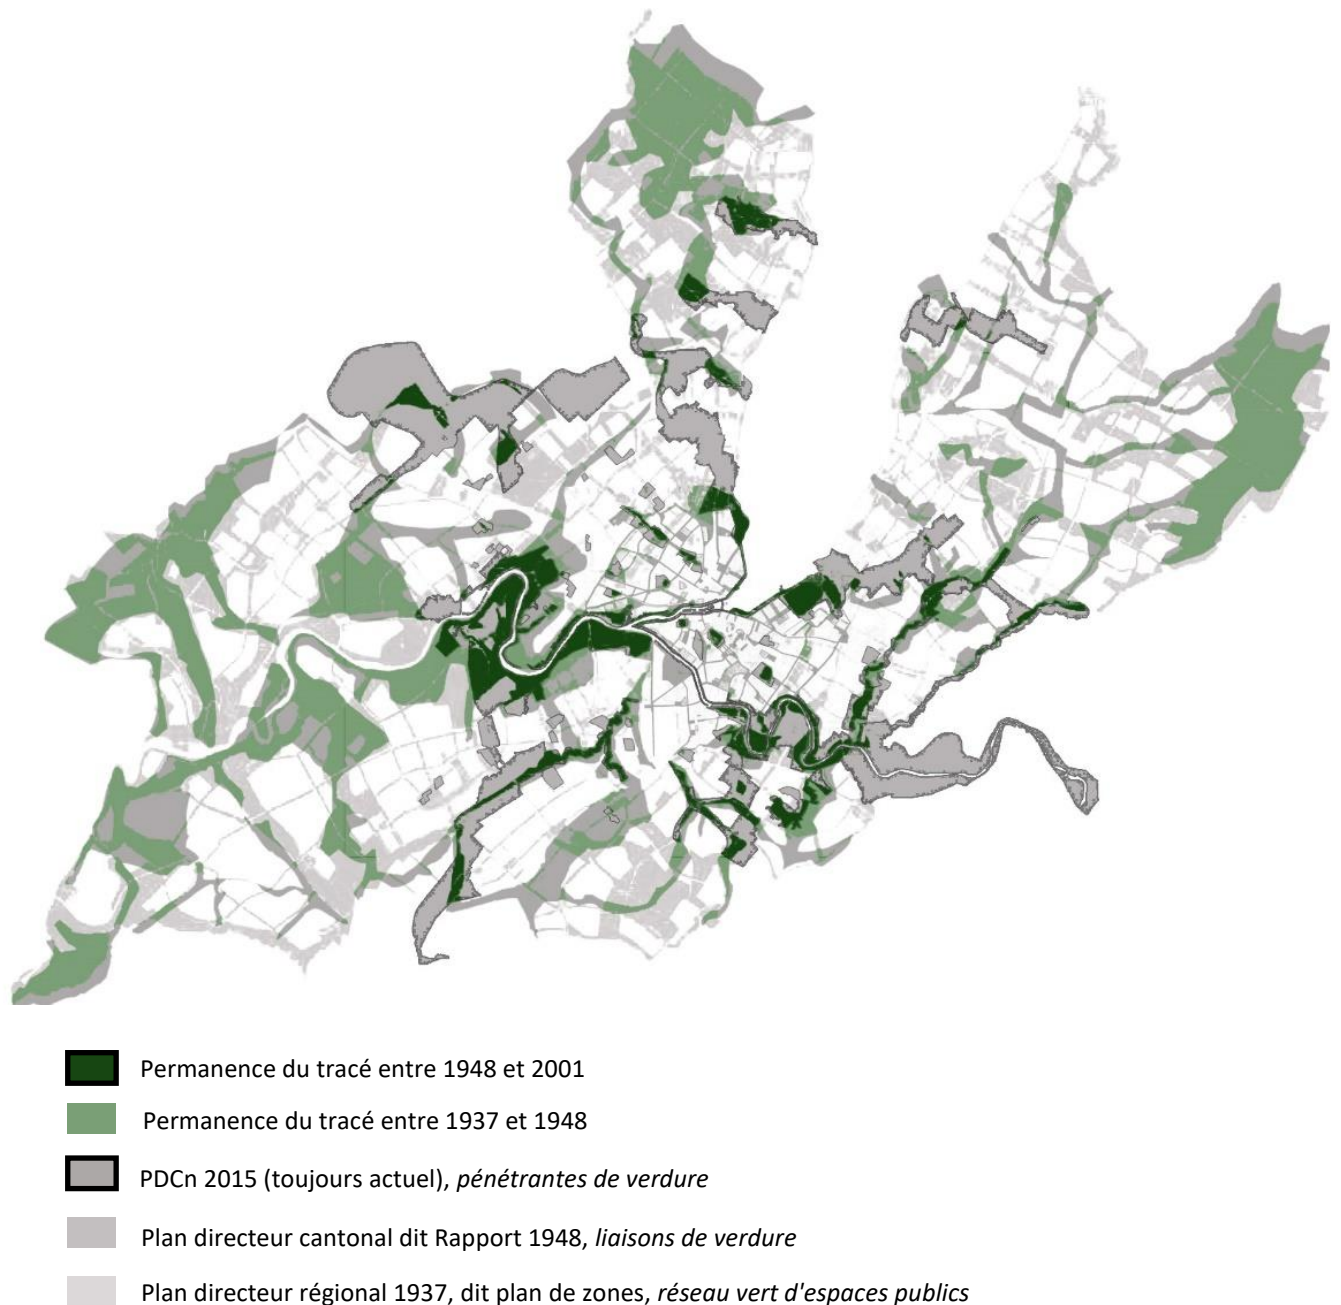 Permanence du tracé entre 1948 et 2001
Permanence du tracé entre 1937 et 1948
PDCn 2015 (toujours actuel), pénétrantes de verdure
Plan directeur cantonal dit Rapport 1948, liaisons de verdure
Plan directeur régional 1937, dit plan de zones, réseau vert d'espaces publics